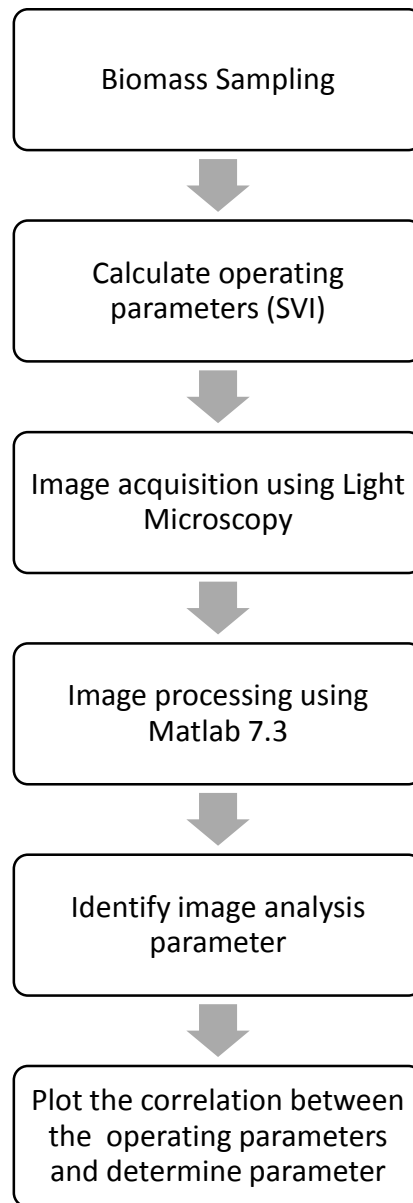 Biomass Sampling
Calculate operating
parameters (SVI)
Image acquisition using Light
Microscopy
Image processing using
Matlab 7.3
Identify image analysis
parameter
Plot the correlation between
the operating parameters
and determine parameter